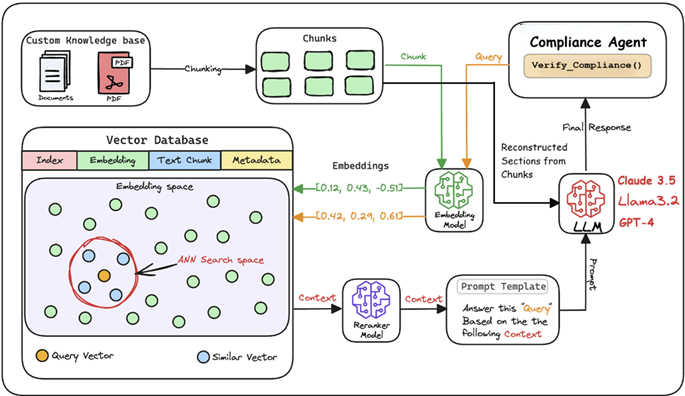 Custom Knowledge base
Documents
PDF
PDF
Chunking
Chunks
Chunk
Query
Compliance Agent
Verify_Compliance()
Final Response
Reconstructed
Sections from
Chunks
Vector Database
Index
Embedding
Text Chunk
Metadata
Embedding space
ANN Search space
Query Vector
Similar Vector
Embeddings
[0.12, 0.43, -0.51]
[0.42, 0.29, 0.61]
Embedding
Model
LLM
Claude 3.5
Llama3.2
GPT-4
Context
Reranker
Model
Context
Prompt Template
Answer this "Query"
Based on the the
following Context
Prompt